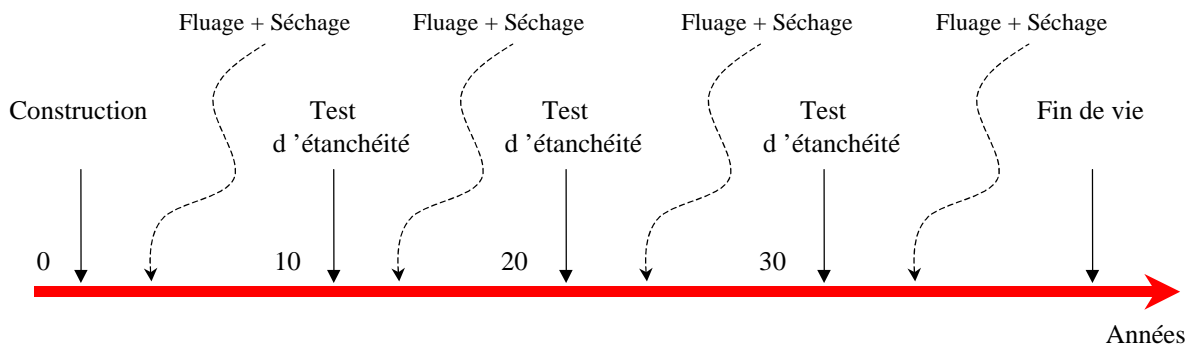 Fluage + Séchage Fluage + Séchage Fluage + Séchage Fluage + Séchage
Construction Test Test Test Fin de vie
d ’étanchéité d ’étanchéité d ’étanchéité
0 10 20 30
Années